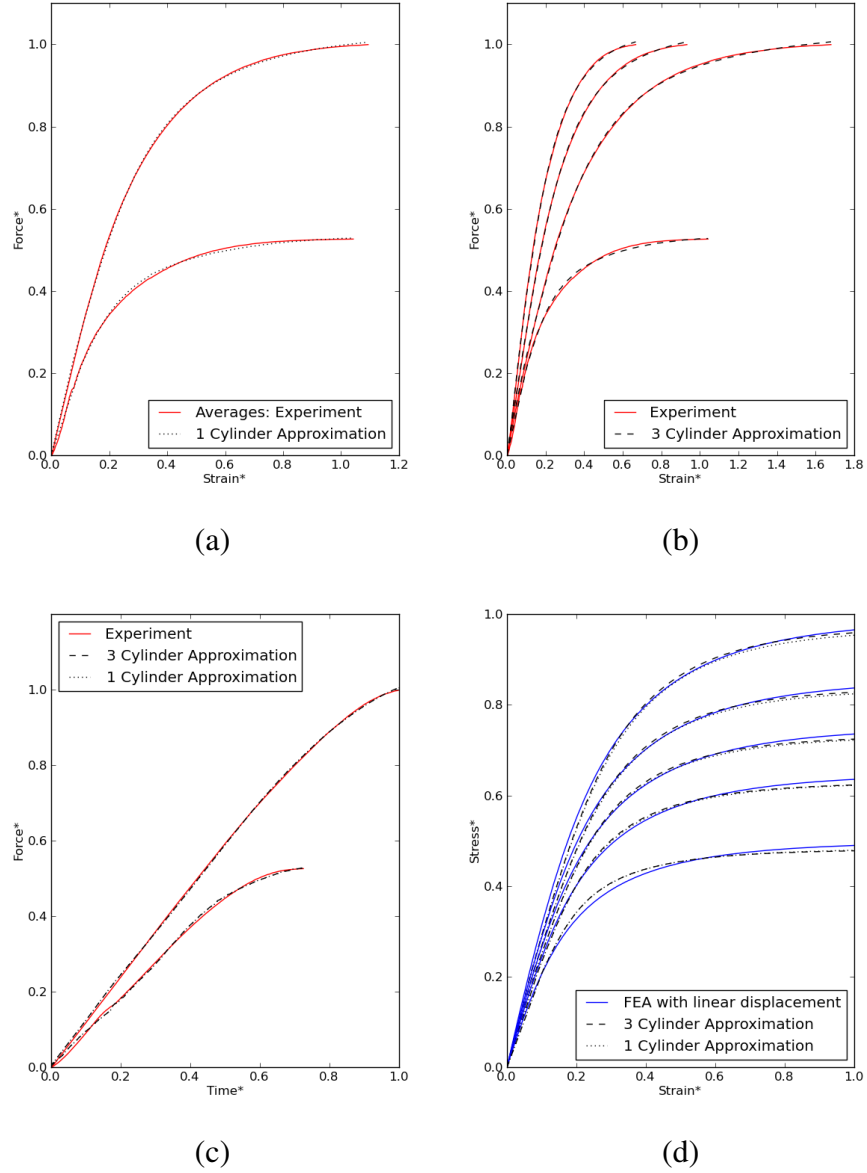 1.0
0.8
0.6
0.4
0.2
0.0
Force*
0.0 0.2 0.4 0.6 0.8 1.0 1.2
Strain*
Averages: Experiment
1 Cylinder Approximation
(a)
1.0
0.8
0.6
0.4
0.2
0.0
Force*
0.0 0.2 0.4 0.6 0.8 1.0 1.2 1.4 1.6 1.8
Strain*
Experiment
3 Cylinder Approximation
(b)
1.0
0.8
0.6
0.4
0.2
0.0
Force*
0.0 0.2 0.4 0.6 0.8 1.0
Time*
Experiment
3 Cylinder Approximation
1 Cylinder Approximation
(c)
1.0
0.8
0.6
0.4
0.2
0.0
Stress*
0.0 0.2 0.4 0.6 0.8 1.0
Strain*
FEA with linear displacement
3 Cylinder Approximation
1 Cylinder Approximation
(d)